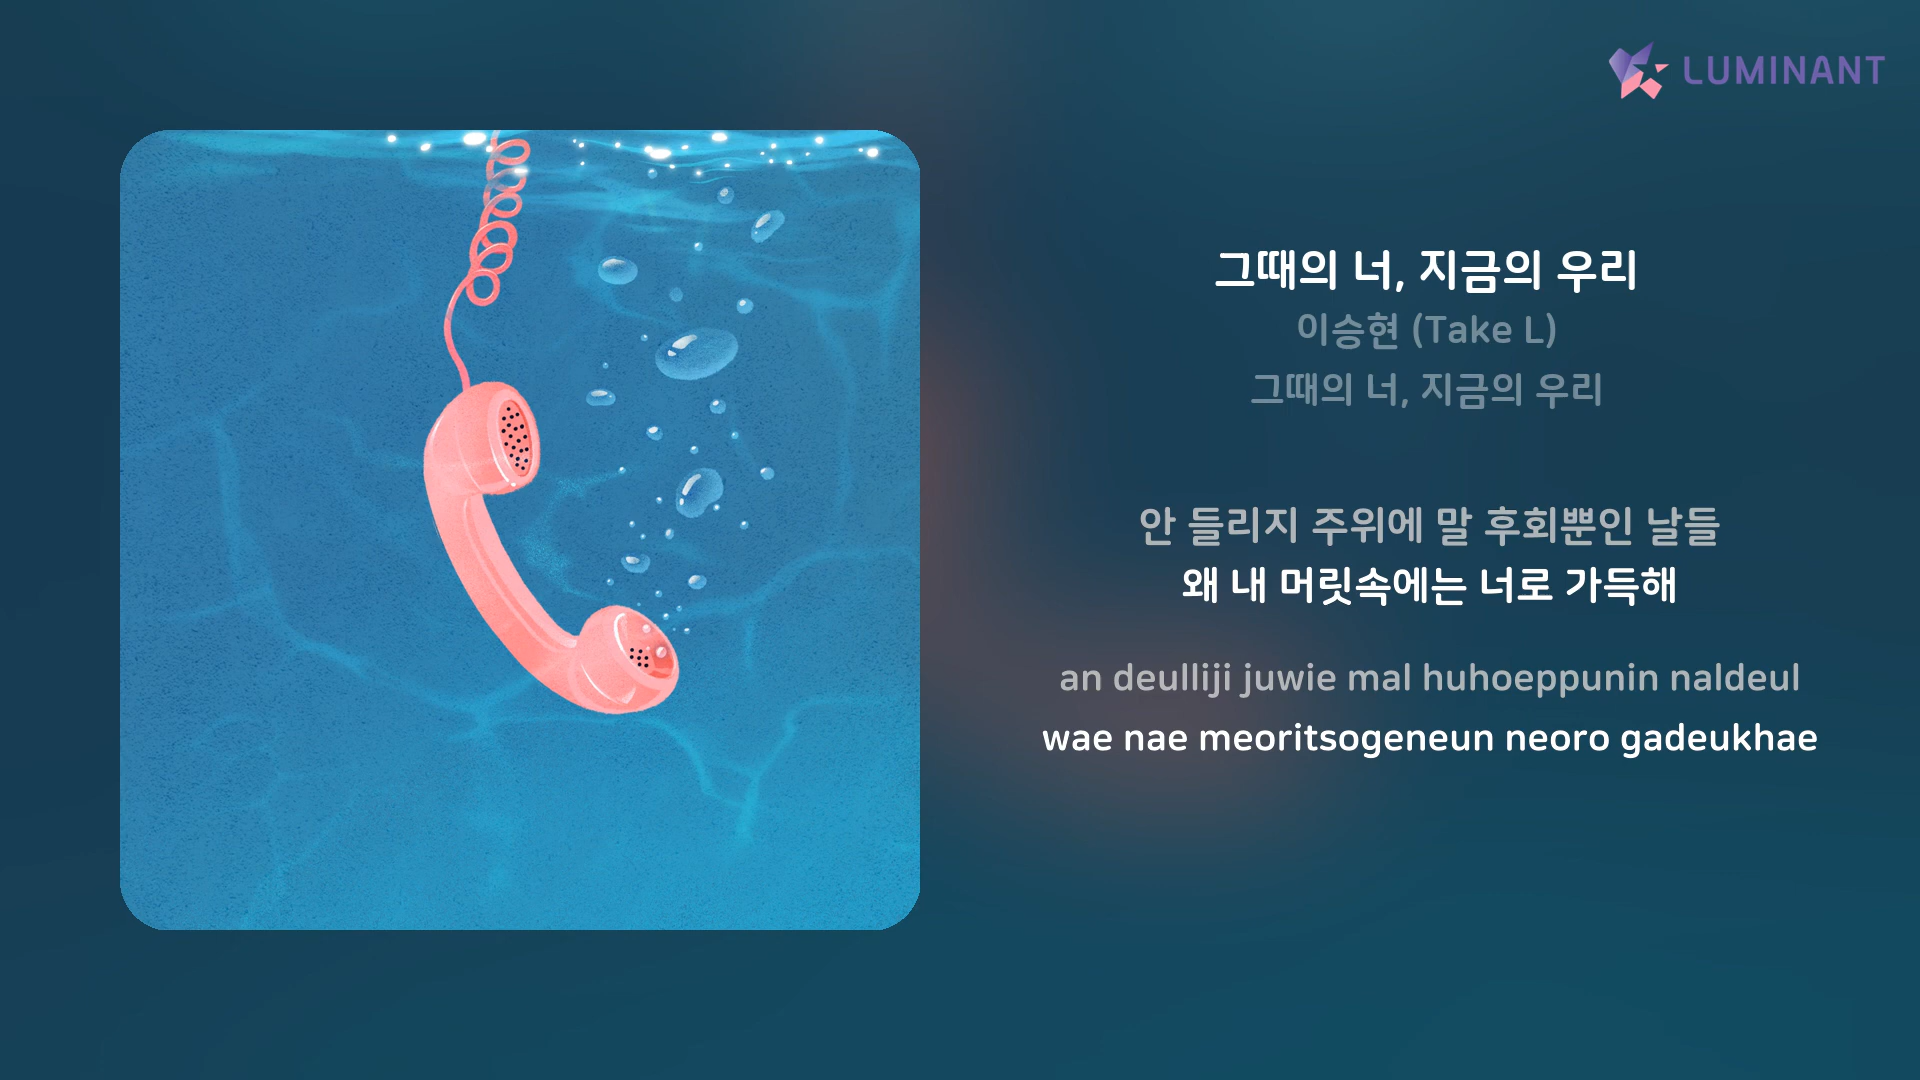 LUMINANT
그때의 너, 지금의 우리
이승현 (Take L)
그때의 너, 지금의 우리
안 들리지 주위에 말 후회뿐인 날들
왜 내 머릿속에는 너로 가득해
an deulliji juwie mal huhoeppunin naldeul
wae nae meoritsogeneun neoro gadeukhae